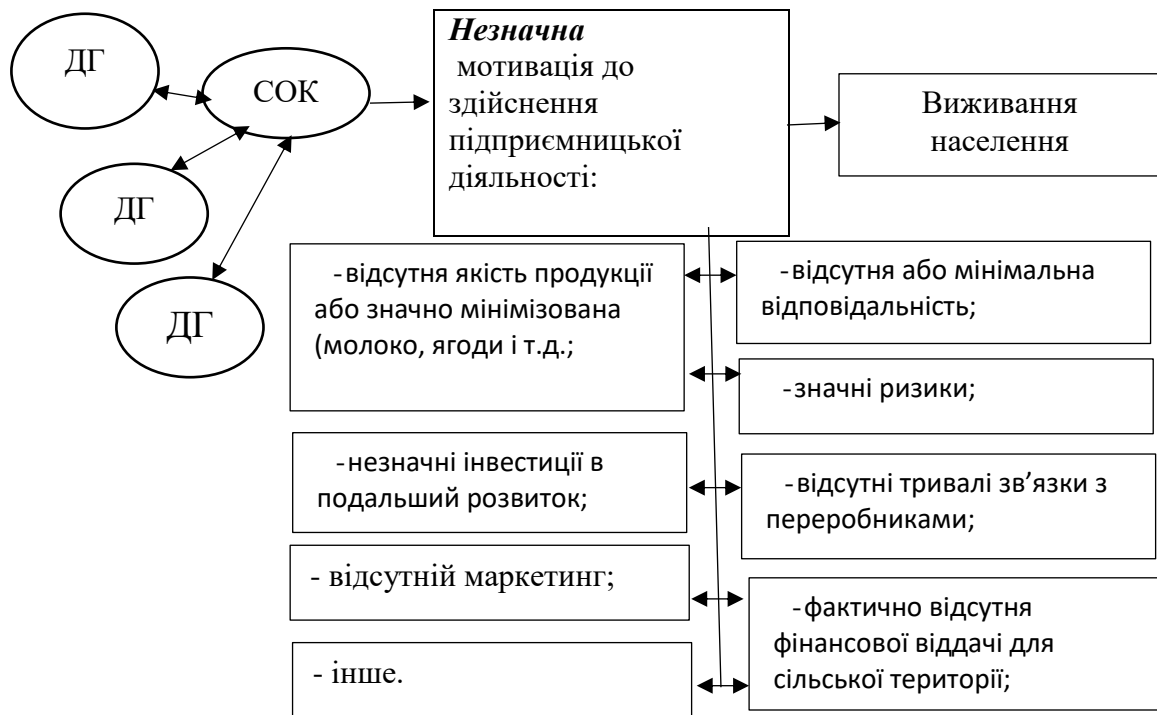 ДГ
СОК
ДГ
ДГ
Незначна
мотивація до
здійснення
підприємницької
діяльності:
Виживання
населення
-відсутня якість продукції
або значно мінімізована
(молоко, ягоди і т.д.;
-відсутня або мінімальна
відповідальність;
-значні ризики;
-незначні інвестиції в
подальший розвиток;
-відсутні тривалі зв’язки з
переробниками;
- відсутній маркетинг;
-фактично відсутня
фінансової віддачі для
сільської території;
- інше.